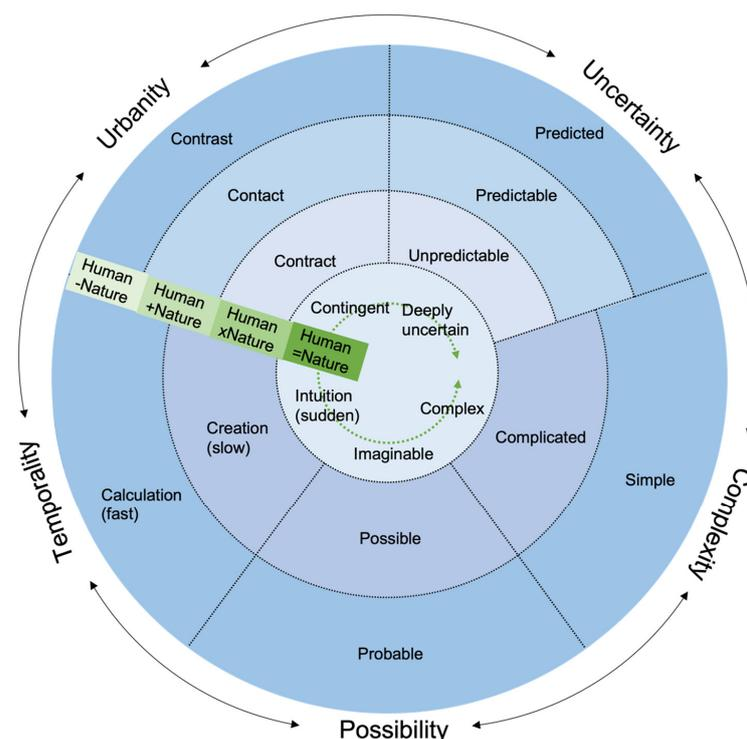 Urbanity
Uncertainty
Contrast
Predicted
Contact
Predictable
Contract
Unpredictable
Human
-Nature
Human
+Nature
Human
xNature
Human
=Nature
Contingent
Deeply
uncertain
Intuition
(sudden)
Complex
Imaginable
Creation
(slow)
Complicated
Calculation
(fast)
Simple
Possible
Probable
Temporality
Complexity
Possibility